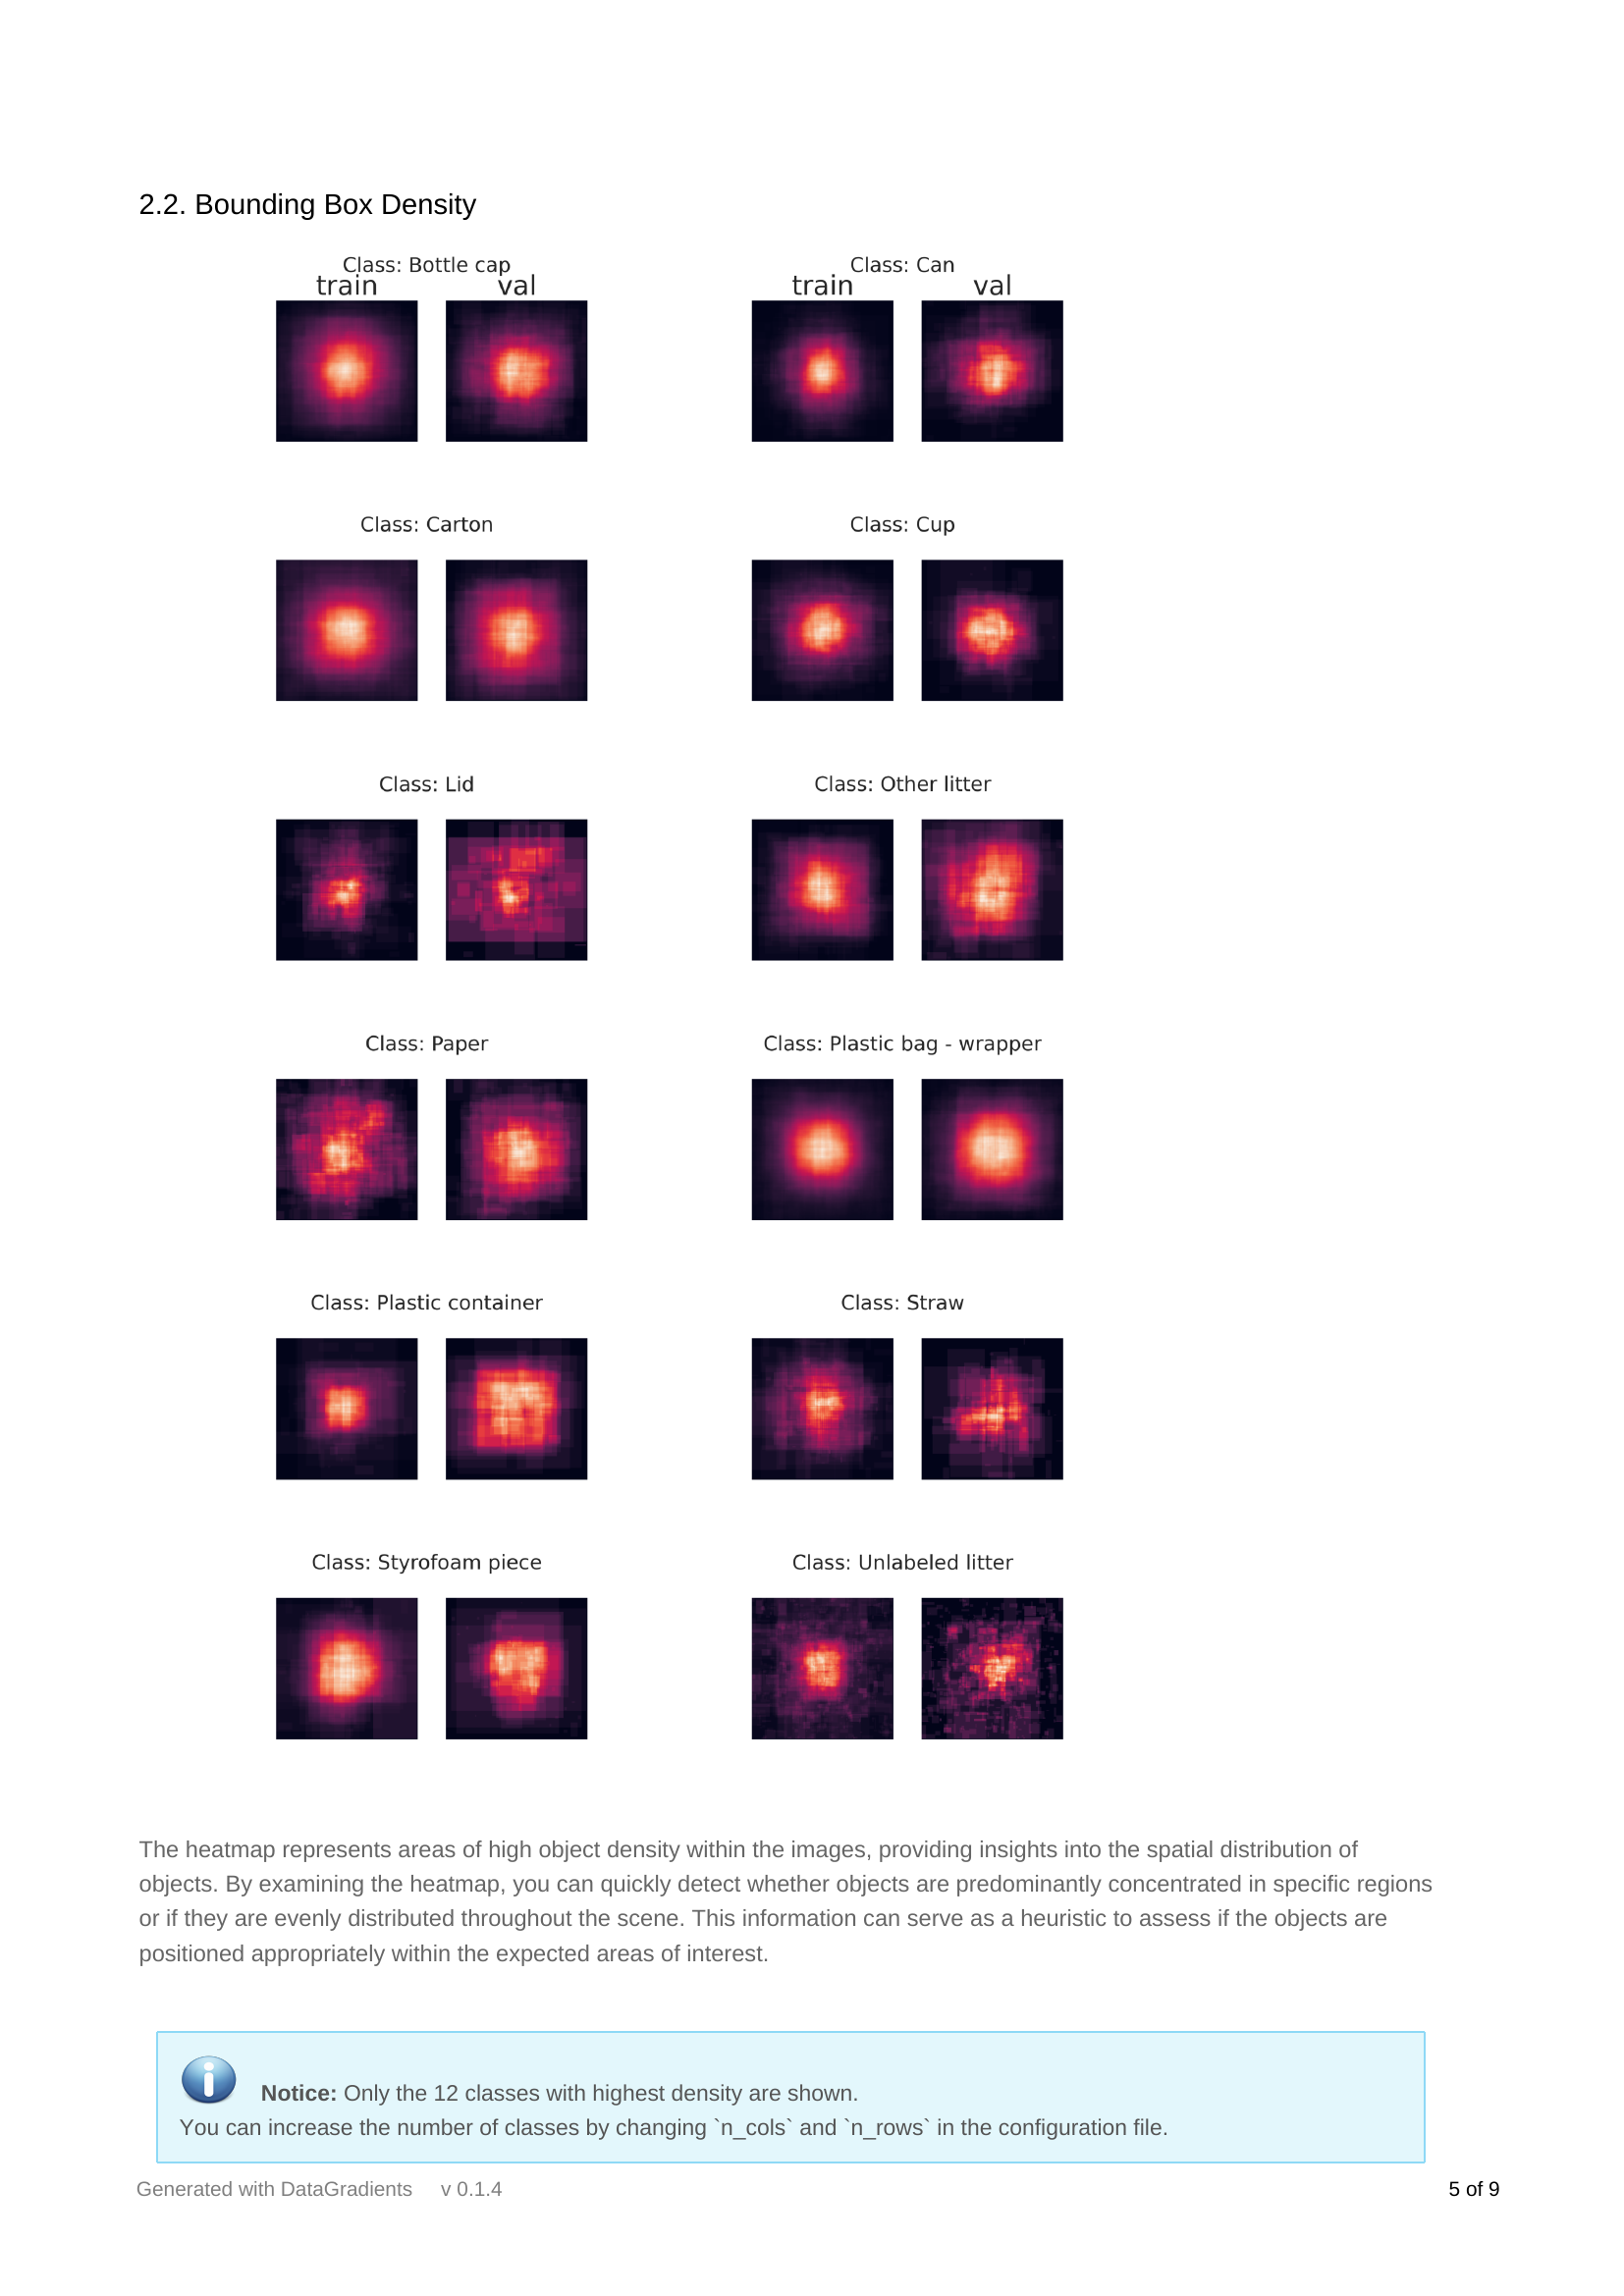 2.2. Bounding Box Density
Class: Bottle cap
train val
Class: Can
train val
Class: Carton
Class: Cup
Class: Lid
Class: Other litter
Class: Paper
Class: Plastic bag - wrapper
Class: Plastic container
Class: Straw
Class: Styrofoam piece
Class: Unlabeled litter
The heatmap represents areas of high object density within the images, providing insights into the spatial distribution of
objects. By examining the heatmap, you can quickly detect whether objects are predominantly concentrated in specific regions
or if they are evenly distributed throughout the scene. This information can serve as a heuristic to assess if the objects are
positioned appropriately within the expected areas of interest.
Notice: Only the 12 classes with highest density are shown.
You can increase the number of classes by changing `n_cols` and `n_rows` in the configuration file.
Generated with DataGradients v 0.1.4
5 of 9